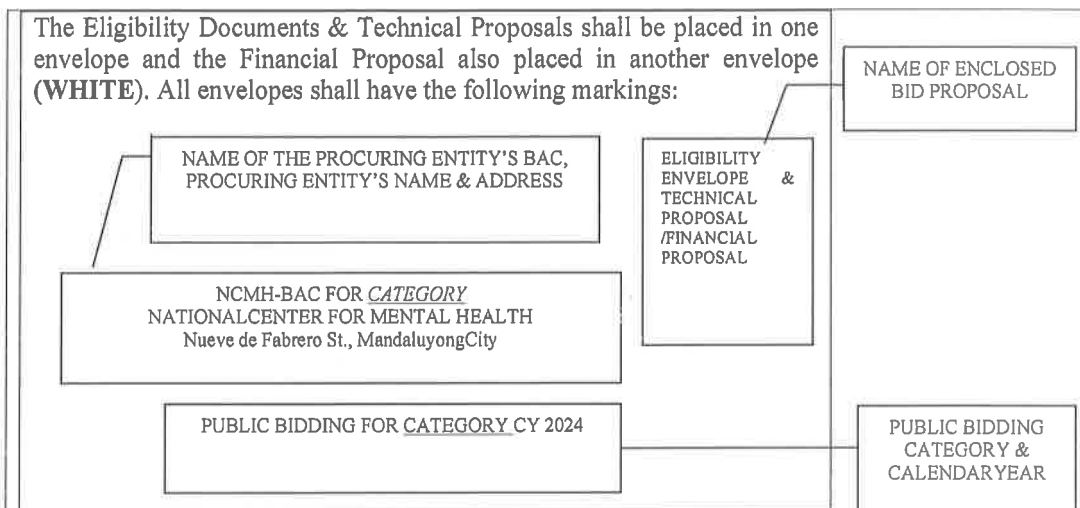 The Eligibility Documents & Technical Proposals shall be placed in one
envelope and the Financial Proposal also placed in another envelope
(WHITE). All envelopes shall have the following markings:
NAME OF ENCLOSED
BID PROPOSAL
NAME OF THE PROCURING ENTITY'S BAC,
PROCURING ENTITY'S NAME & ADDRESS
ELIGIBILITY
ENVELOPE &
TECHNICAL
PROPOSAL
/FINANCIAL
PROPOSAL
NCMH-BAC FOR CATEGORY
NATIONALCENTER FOR MENTAL HEALTH
Nueve de Fabrero St., MandaluyongCity
PUBLIC BIDDING FOR CATEGORY CY 2024
PUBLIC BIDDING
CATEGORY &
CALENDARYEAR